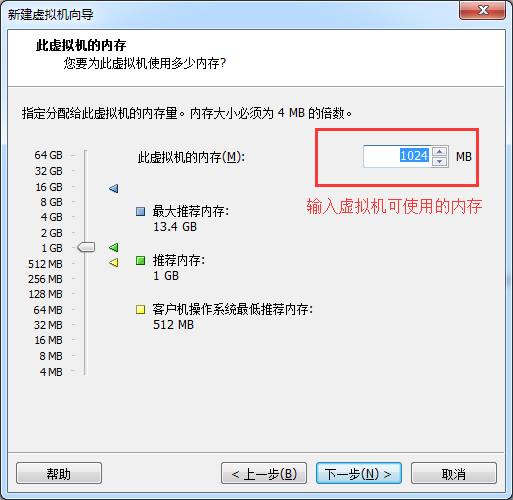 新建虚拟机向导
此虚拟机的内存
您要为此虚拟机使用多少内存?
指定分配给此虚拟机的内存量。内存大小必须为 4 MB 的倍数。
64 GB
32 GB
16 GB
8 GB
4 GB
2 GB
1 GB
512 MB
256 MB
128 MB
64 MB
32 MB
16 MB
8 MB
4 MB
此虚拟机的内存(M):
1024 MB
输入虚拟机可使用的内存
最大推荐内存:
13.4 GB
推荐内存:
1 GB
客户机操作系统最低推荐内存:
512 MB
帮助
< 上一步(B)
下一步(N) >
取消